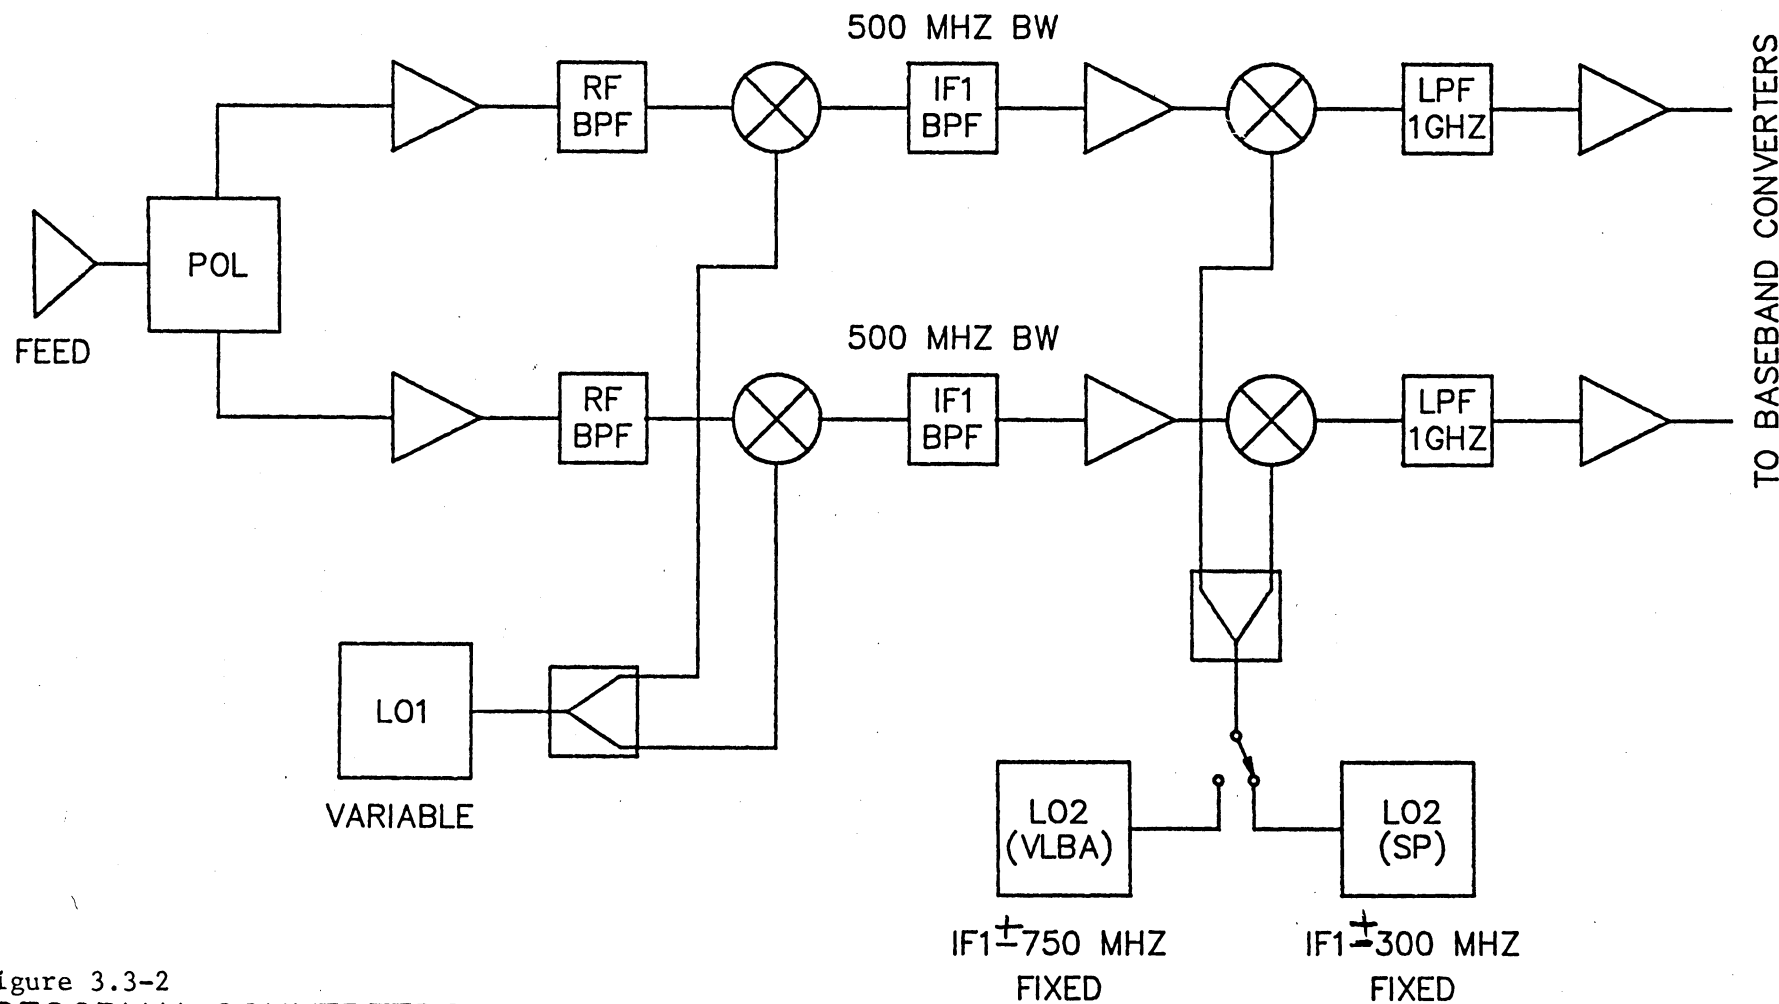 500 MHZ BW
RF
BPF
IF1
BPF
LPF
1GHZ
TO BASEBAND CONVERTERS
POL
FEED
500 MHZ BW
RF
BPF
IF1
BPF
LPF
1GHZ
LO1
VARIABLE
LO2
(VLBA)
LO2
(SP)
IF1±750 MHZ
FIXED
IF1±300 MHZ
FIXED
igure 3.3-2